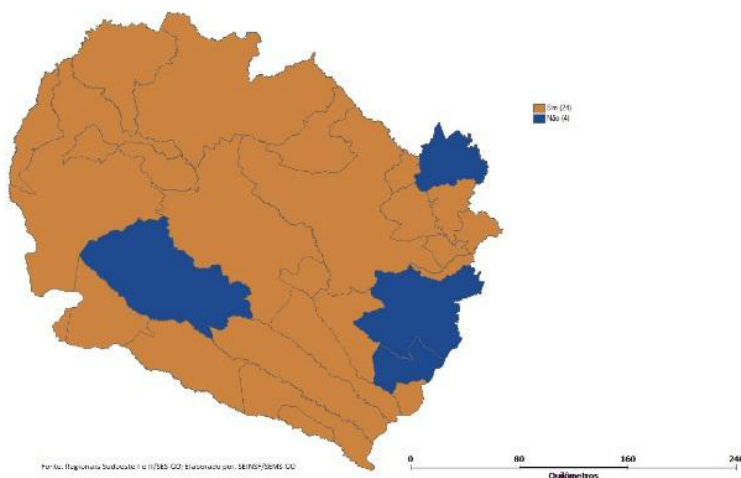 Sim (24)
Não (4)
Fonte: Regionais Sudoeste I e II/SES-GO; Elaborado por: SEINSF/SEMS-GO
0 80 160 240
Quilômetros